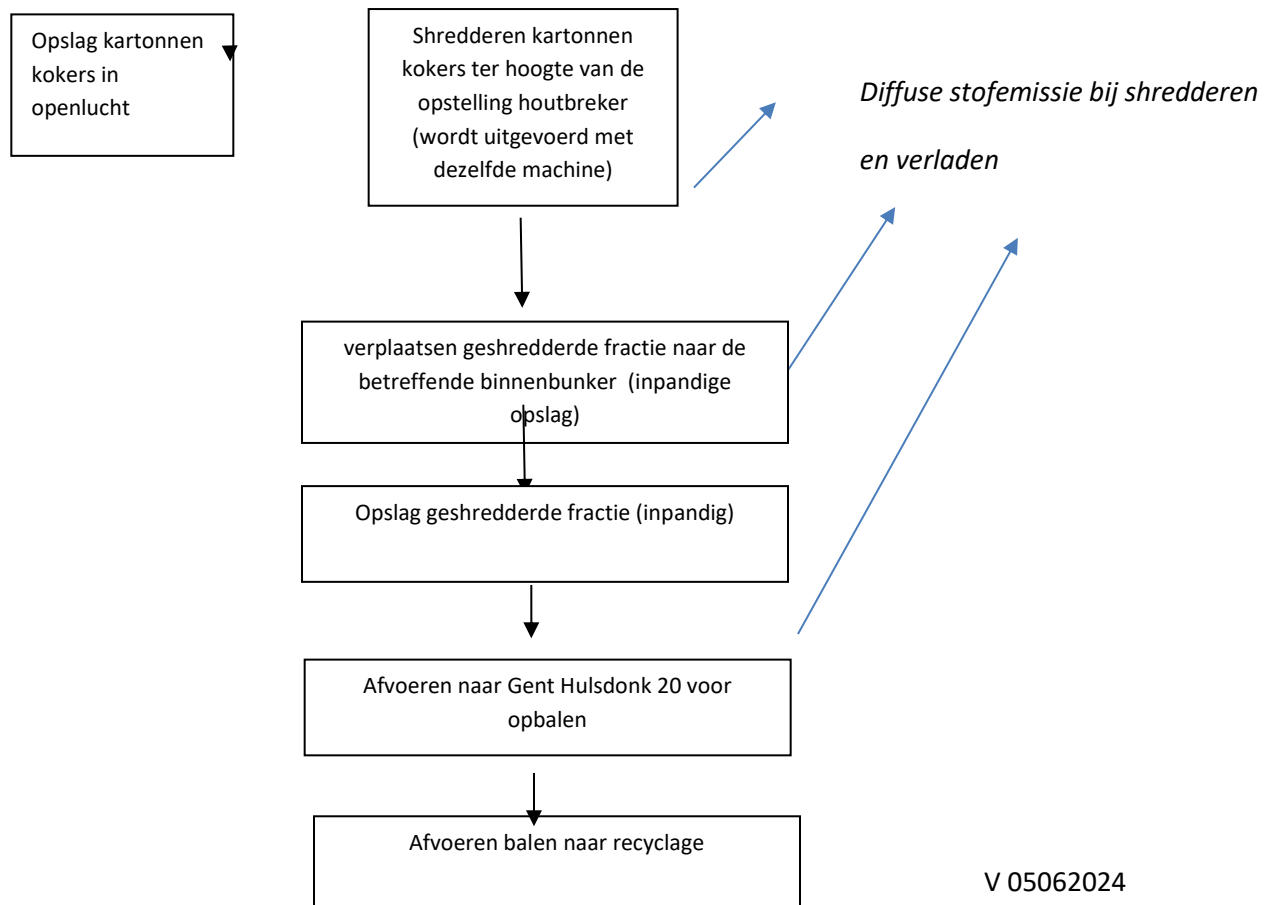 Opslag kartonnen
kokers in
openlucht
Shredderen kartonnen
kokers ter hoogte van de
opstelling houtbreker
(wordt uitgevoerd met
dezelfde machine)
Diffuse stofemissie bij shredderen
en verladen
verplaatsen geshredderde fractie naar de
betreffende binnenbunker (inpandige
opslag)
Opslag geshredderde fractie (inpandig)
Afvoeren naar Gent Hulsdonk 20 voor
opbalen
Afvoeren balen naar recyclage
V 05062024